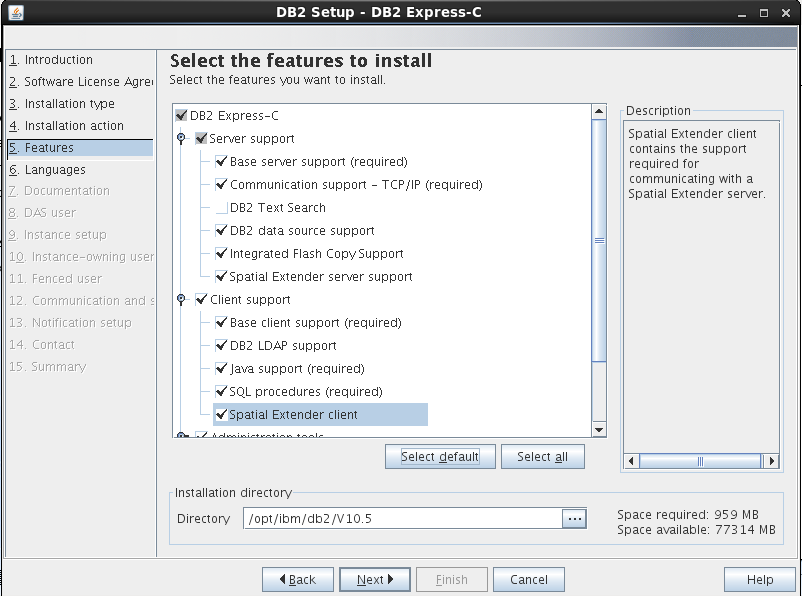 DB2 Setup - DB2 Express-C
1. Introduction
2. Software License Agre
3. Installation type
4. Installation action
5. Features
6. Languages
7. Documentation
8. DAS user
9. Instance setup
10. Instance-owning user
11. Fenced user
12. Communication and s
13. Notification setup
14. Contact
15. Summary
Select the features to install
Select the features you want to install.
DB2 Express-C
Server support
Base server support (required)
Communication support - TCP/IP (required)
DB2 Text Search
DB2 data source support
Integrated Flash Copy Support
Spatial Extender server support
Client support
Base client support (required)
DB2 LDAP support
Java support (required)
SQL procedures (required)
Spatial Extender client
Administration tools
Select default
Select all
Description
Spatial Extender client
contains the support
required for
communicating with a
Spatial Extender server.
Installation directory
Directory
/opt/ibm/db2/V10.5
...
Space required: 959 MB
Space available: 77314 MB
Back
Next
Finish
Cancel
Help